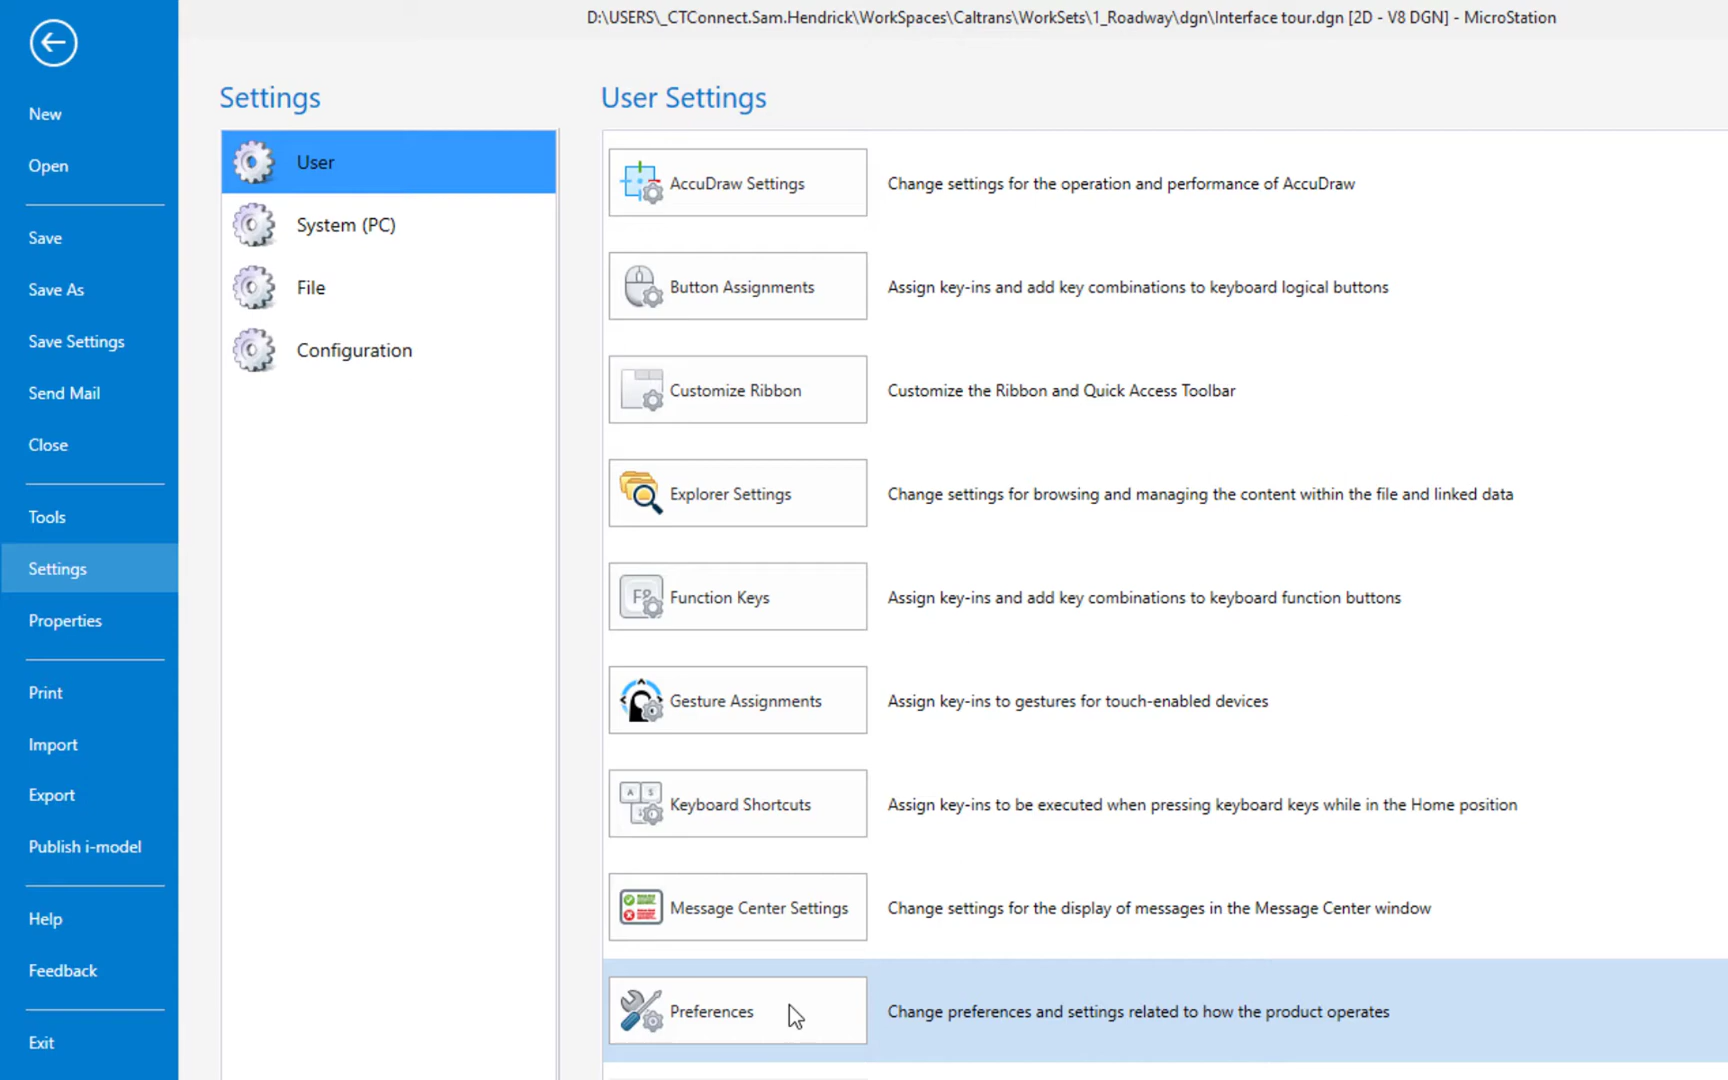 D:\USERS\_CTConnect.Sam.Hendrick\WorkSpaces\Caltrans\WorkSets\1_Roadway\dgn\Interface tour.dgn [2D - V8 DGN] - MicroStation
New
Open
Save
Save As
Save Settings
Send Mail
Close
Tools
Settings
Properties
Print
Import
Export
Publish i-model
Help
Feedback
Exit
Settings
User
System (PC)
File
Configuration
User Settings
AccuDraw Settings Change settings for the operation and performance of AccuDraw
Button Assignments Assign key-ins and add key combinations to keyboard logical buttons
Customize Ribbon Customize the Ribbon and Quick Access Toolbar
Explorer Settings Change settings for browsing and managing the content within the file and linked data
F8 Function Keys Assign key-ins and add key combinations to keyboard function buttons
Gesture Assignments Assign key-ins to gestures for touch-enabled devices
A S Keyboard Shortcuts Assign key-ins to be executed when pressing keyboard keys while in the Home position
Message Center Settings Change settings for the display of messages in the Message Center window
Preferences Change preferences and settings related to how the product operates